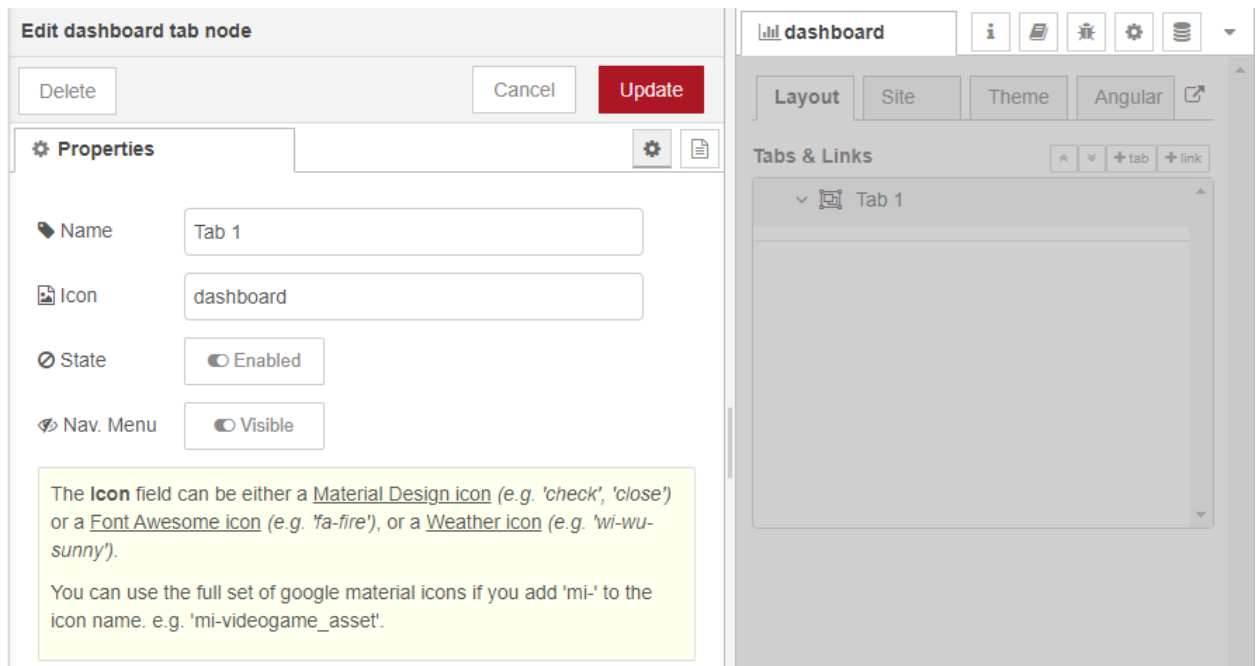 Edit dashboard tab node
Delete
Cancel
Update
Properties
Name
Tab 1
Icon
dashboard
State
Enabled
Nav. Menu
Visible
The Icon field can be either a Material Design icon (e.g. 'check', 'close')
or a Font Awesome icon (e.g. 'fa-fire'), or a Weather icon (e.g. 'wi-wu-
sunny').
You can use the full set of google material icons if you add 'mi-' to the
icon name. e.g. 'mi-videogame_asset'.
dashboard
i
Layout
Site
Theme
Angular
Tabs & Links
+ tab
+ link
Tab 1